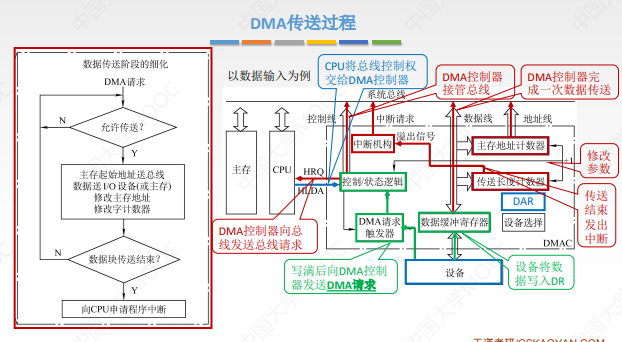 DMA传送过程
数据传送阶段的细化
DMA请求
N
允许传送？
Y
主存起始地址送总线
数据送I/O设备(或主存)
修改主存地址
修改字计数器
N
数据块传送结束？
Y
向CPU申请程序中断
以数据输入为例
CPU将总线控制权
交给DMA控制器
DMA控制器
接管总线
DMA控制器完
成一次数据传送
系统总线
控制线
中断请求
数据线
地址线
主存
CPU
中断机构
溢出信号
主存地址计数器
+1
修改
参数
HRQ
HLDA
控制/状态逻辑
传送长度计数器
DAR
传送
结束
发出
中断
DMA控制器向总
线发送总线请求
DMA请求
触发器
数据缓冲寄存器
设备选择
DMAC
写满后向DMA控制
器发送DMA请求
设备
设备将数
据写入DR
王道考研/CSKAOYAN.COM